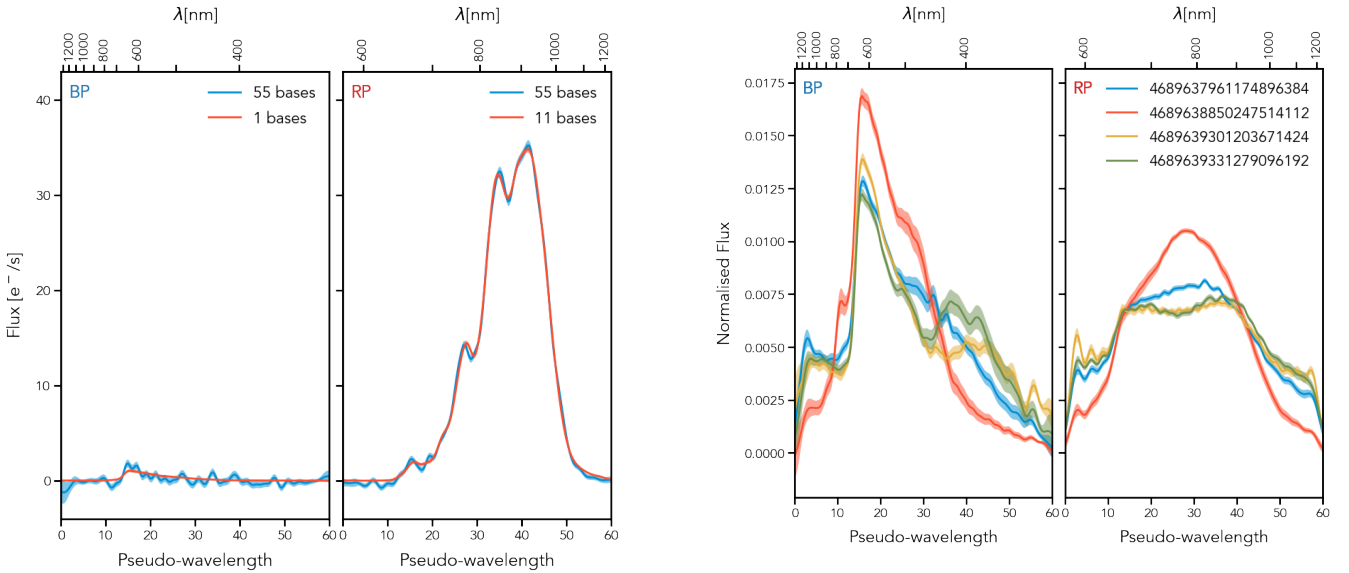 λ[nm]
λ[nm]
1200 1000 800 600 400
600 800 1000 1200
BP
55 bases
1 bases
RP
55 bases
11 bases
40
30
20
10
0
Flux [e⁻/s]
0 10 20 30 40 50 60
0 10 20 30 40 50 60
Pseudo-wavelength
Pseudo-wavelength
λ[nm]
λ[nm]
1200 1000 800 600 400
600 800 1000 1200
BP
RP
4689637961174896384
4689638850247514112
4689639301203671424
4689639331279096192
0.0175
0.0150
0.0125
0.0100
0.0075
0.0050
0.0025
0.0000
Normalised Flux
0 10 20 30 40 50 60
0 10 20 30 40 50 60
Pseudo-wavelength
Pseudo-wavelength